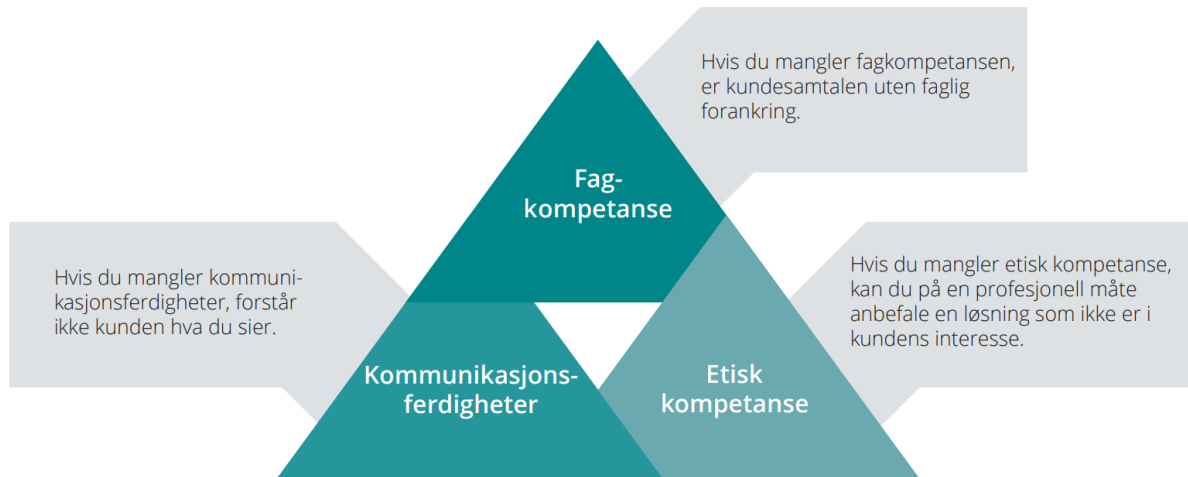 Hvis du mangler fagkompetansen,
er kundesamtalen uten faglig
forankring.
Fag-
kompetanse
Hvis du mangler kommuni-
kasjonsferdigheter, forstår
ikke kunden hva du sier.
Hvis du mangler etisk kompetanse,
kan du på en profesjonell måte
anbefale en løsning som ikke er i
kundens interesse.
Kommunikasjons-
ferdigheter
Etisk
kompetanse